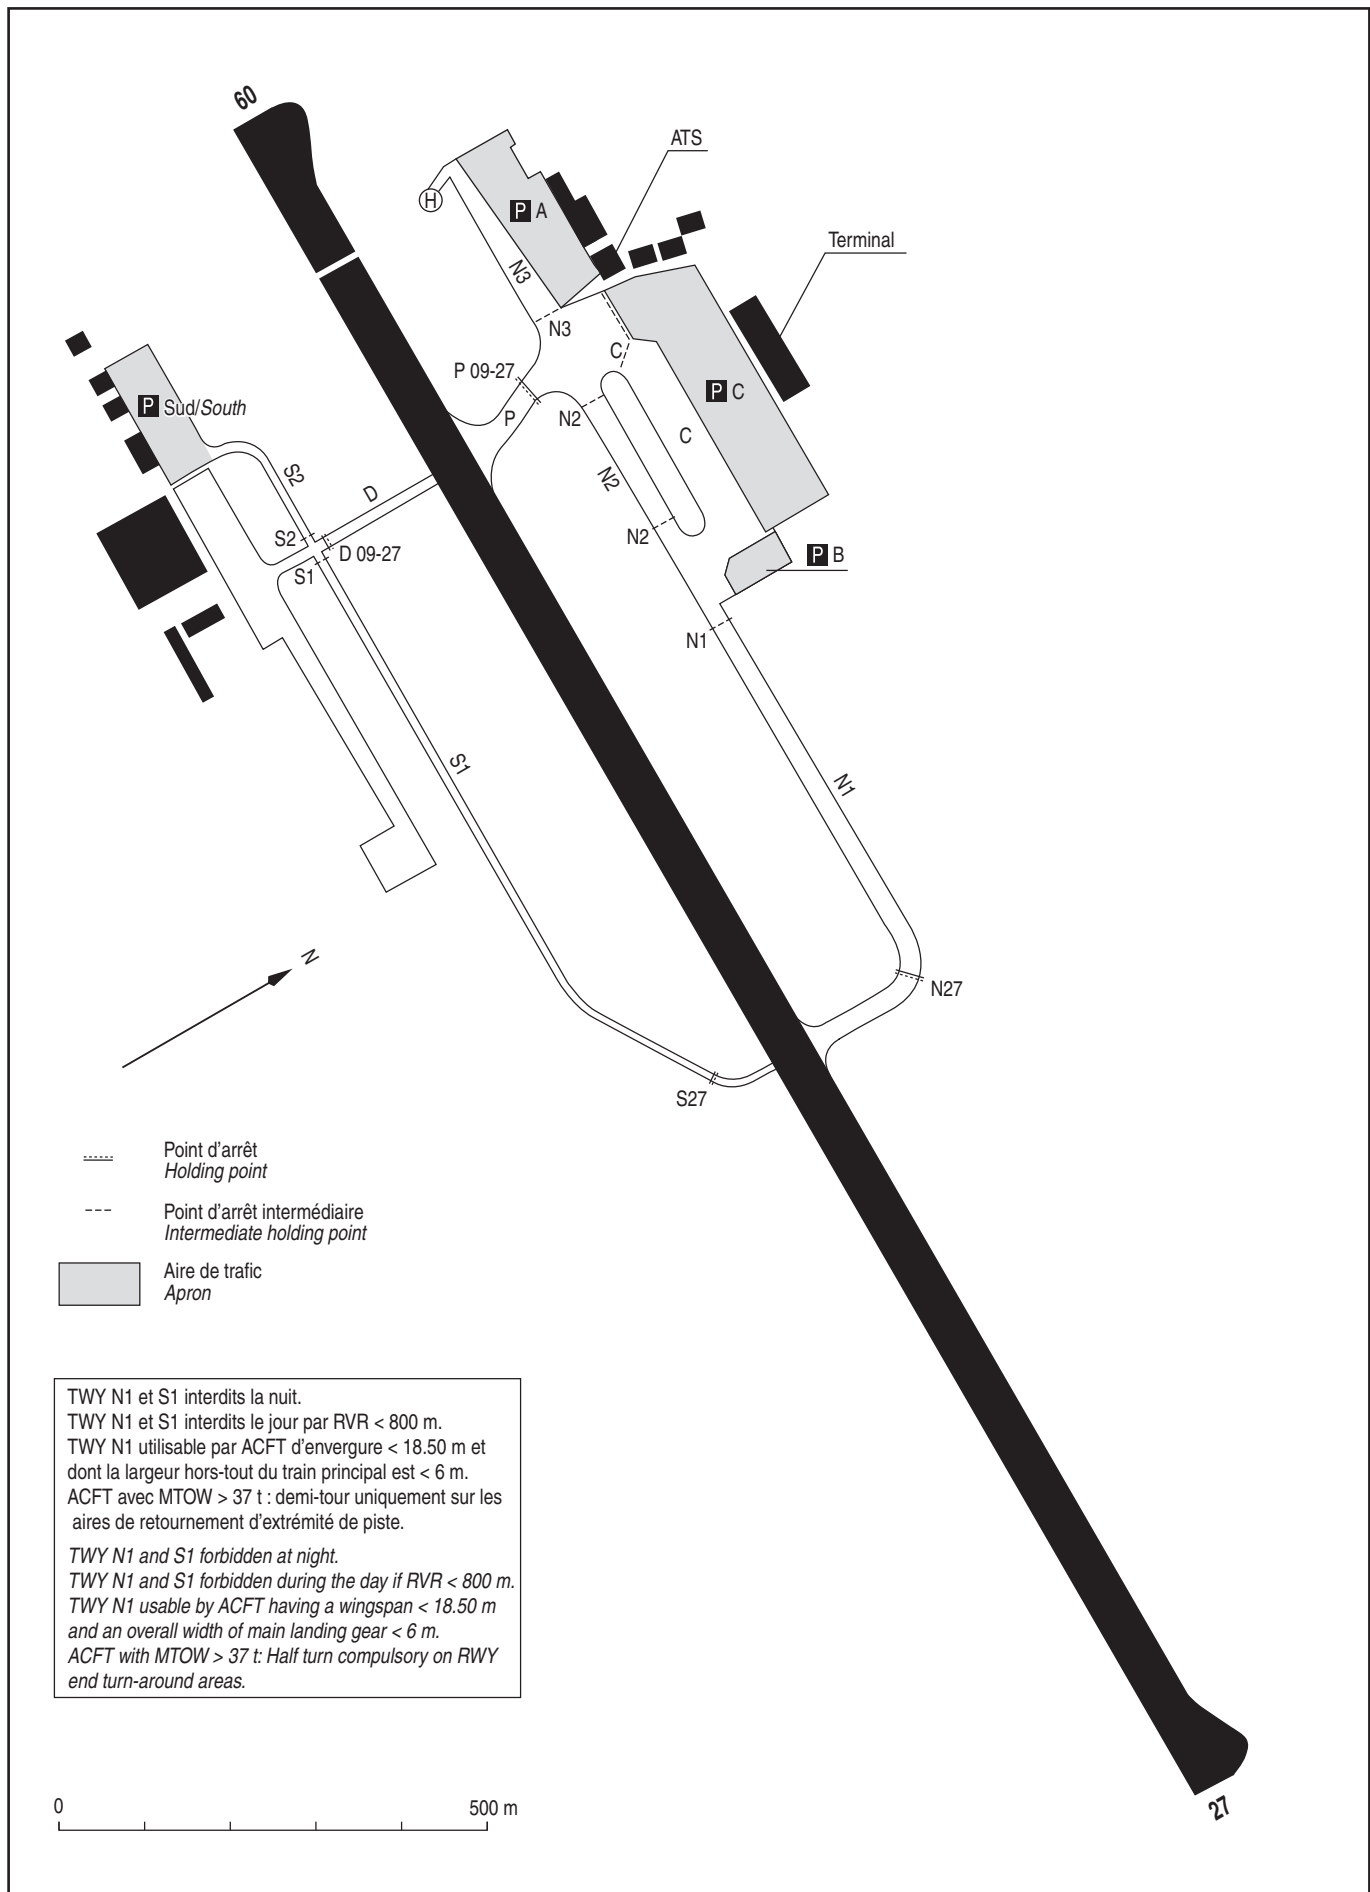 09
ATS
H
P A
Terminal
N3
N3
C
P 09-27
P C
P Sud/South
P
N2
C
S2
N2
D
N2
S2
D 09-27
P B
S1
N1
S1
N1
N
N27
S27
Point d'arrêt
Holding point
Point d'arrêt intermédiaire
Intermediate holding point
Aire de trafic
Apron
TWY N1 et S1 interdits la nuit.
TWY N1 et S1 interdits le jour par RVR < 800 m.
TWY N1 utilisable par ACFT d'envergure < 18.50 m et
dont la largeur hors-tout du train principal est < 6 m.
ACFT avec MTOW > 37 t : demi-tour uniquement sur les
aires de retournement d'extrémité de piste.
TWY N1 and S1 forbidden at night.
TWY N1 and S1 forbidden during the day if RVR < 800 m.
TWY N1 usable by ACFT having a wingspan < 18.50 m
and an overall width of main landing gear < 6 m.
ACFT with MTOW > 37 t: Half turn compulsory on RWY
end turn-around areas.
0
500 m
27